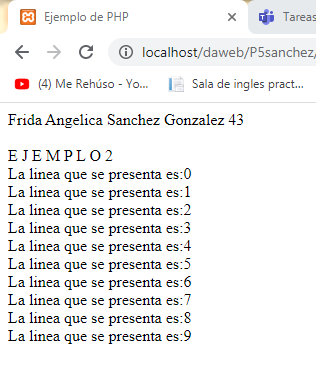 Ejemplo de PHP
Tareas
localhost/daweb/P5sanchez/
(4) Me Rehúso - Yo...
Sala de ingles pract...
Frida Angelica Sanchez Gonzalez 43
E J E M P L O 2
La linea que se presenta es:0
La linea que se presenta es:1
La linea que se presenta es:2
La linea que se presenta es:3
La linea que se presenta es:4
La linea que se presenta es:5
La linea que se presenta es:6
La linea que se presenta es:7
La linea que se presenta es:8
La linea que se presenta es:9